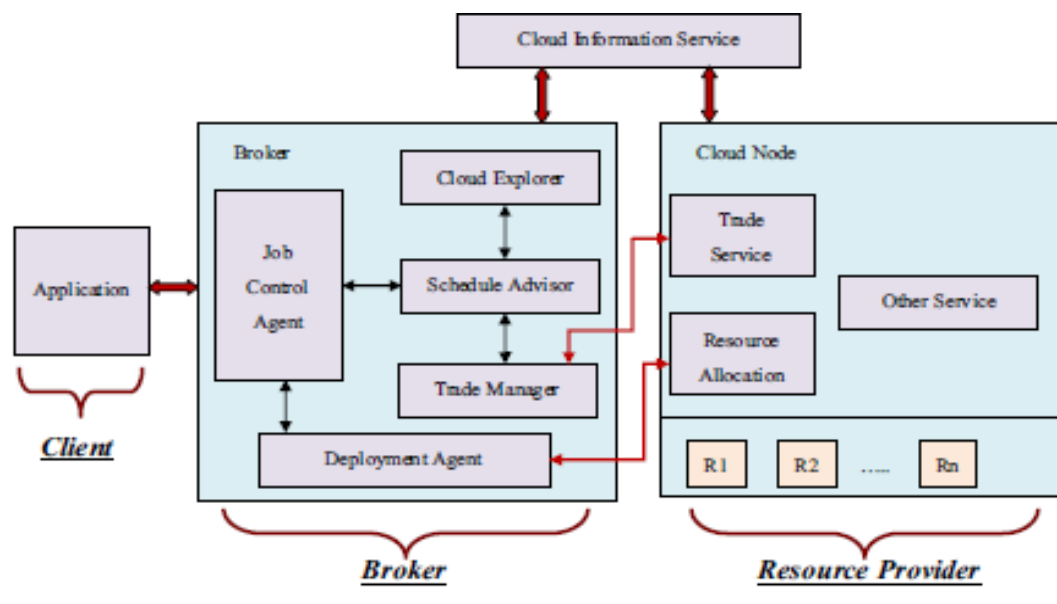 Cloud Information Service
Broker
Cloud Explorer
Job
Control
Agent
Schedule Advisor
Trade Manager
Deployment Agent
Application
Cloud Node
Trade
Service
Other Service
Resource
Allocation
R1
R2
.....
Rn
Client
Broker
Resource Provider